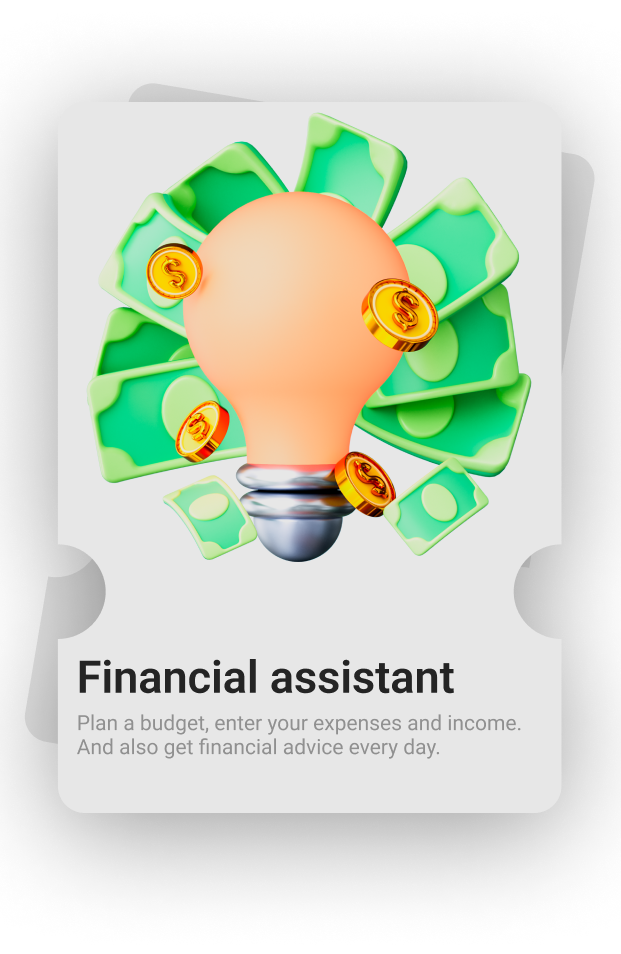 Financial assistant
Plan a budget, enter your expenses and income.
And also get financial advice every day.